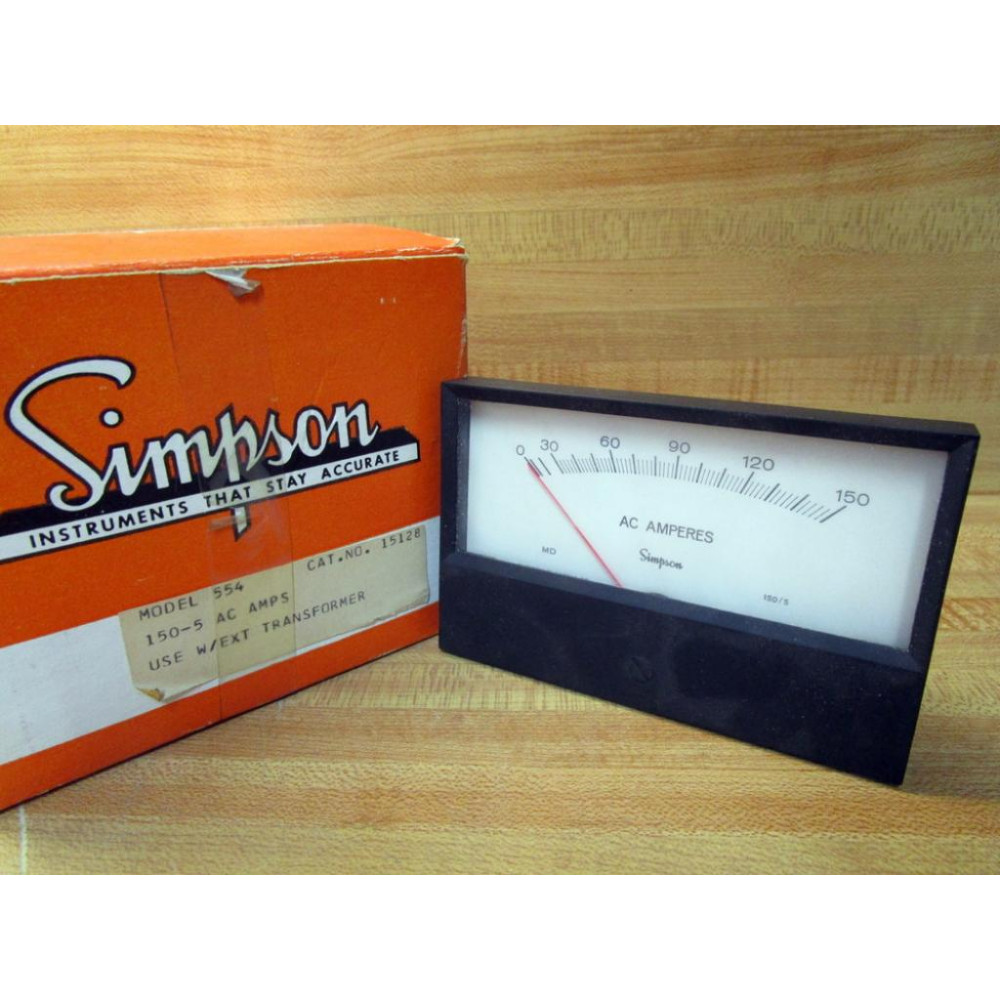 Simpson
INSTRUMENTS THAT STAY ACCURATE
MODEL 554 CAT.NO. 15128
150-5 AC AMPS
USE W/EXT TRANSFORMER
0 30 60 90 120 150
AC AMPERES
MD Simpson
150/5